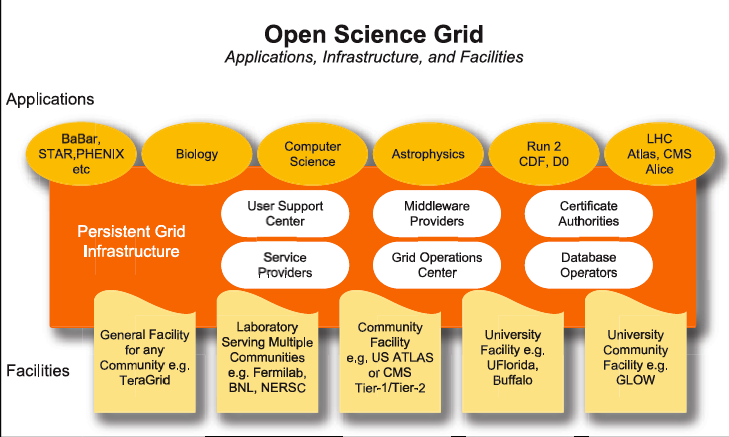 Open Science Grid
Applications, Infrastructure, and Facilities
Applications
BaBar,
STAR,PHENIX
etc
Biology
Computer
Science
Astrophysics
Run 2
CDF, D0
LHC
Atlas, CMS
Alice
Persistent Grid
Infrastructure
User Support
Center
Middleware
Providers
Certificate
Authorities
Service
Providers
Grid Operations
Center
Database
Operators
Facilities
General Facility
for any
Community e.g.
TeraGrid
Laboratory
Serving Multiple
Communities
e.g. Fermilab,
BNL, NERSC
Community
Facility
e.g, US ATLAS
or CMS
Tier-1/Tier-2
University
Facility e.g.
UFlorida,
Buffalo
University
Community
Facility e.g.
GLOW